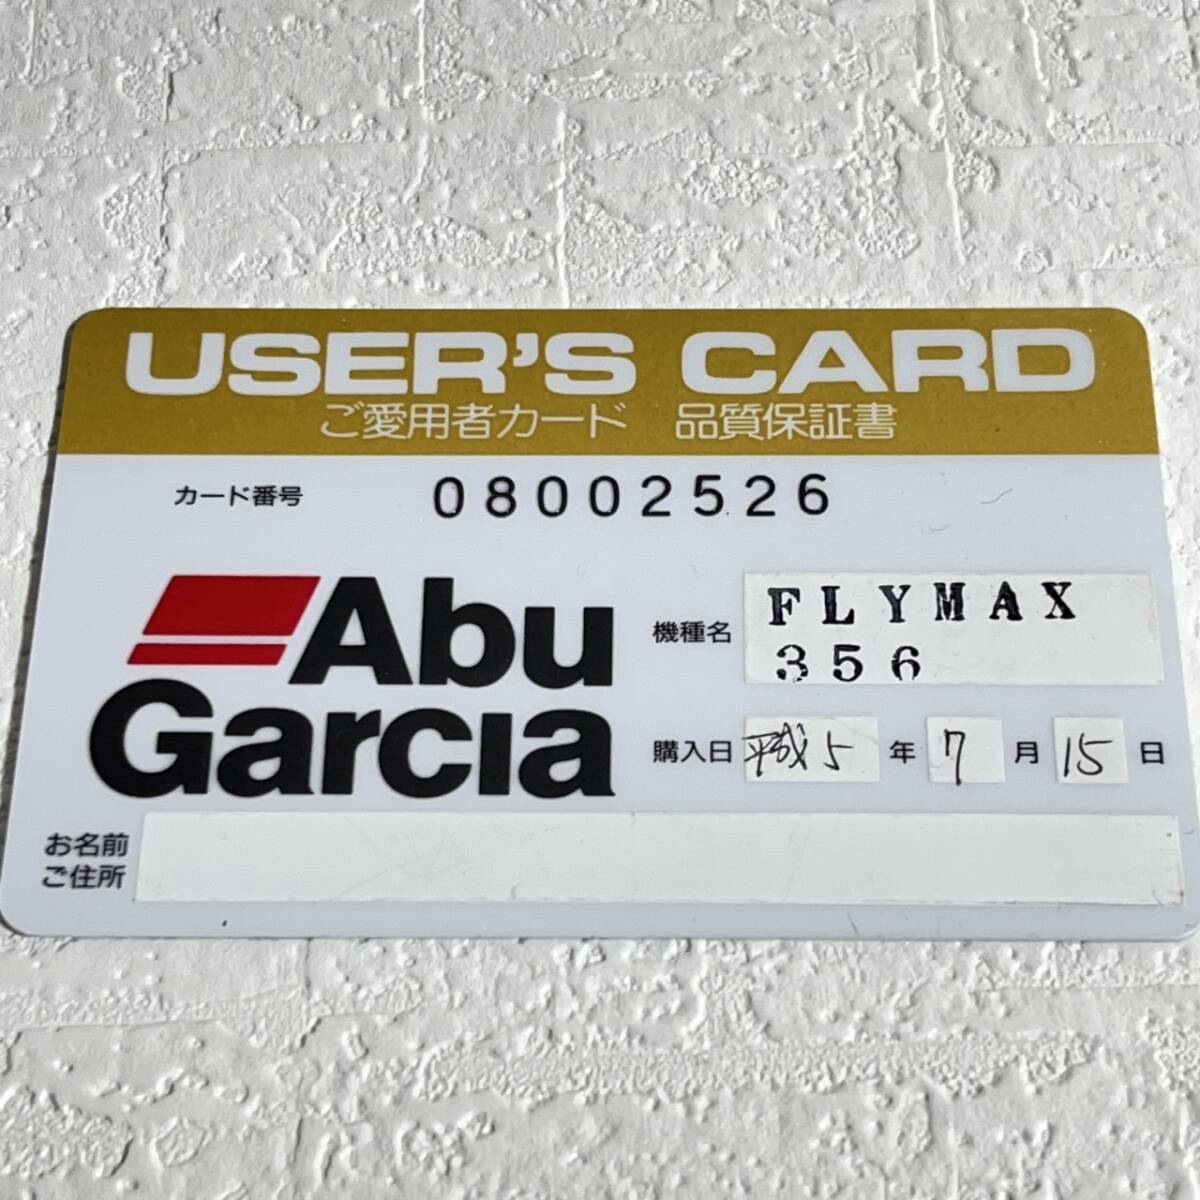 USER'S CARD
ご愛用者カード 品質保証書
カード番号 08002526
Abu
Garcia
機種名 FLYMAX
356
購入日 平成5 年 7 月 15 日
お名前
ご住所